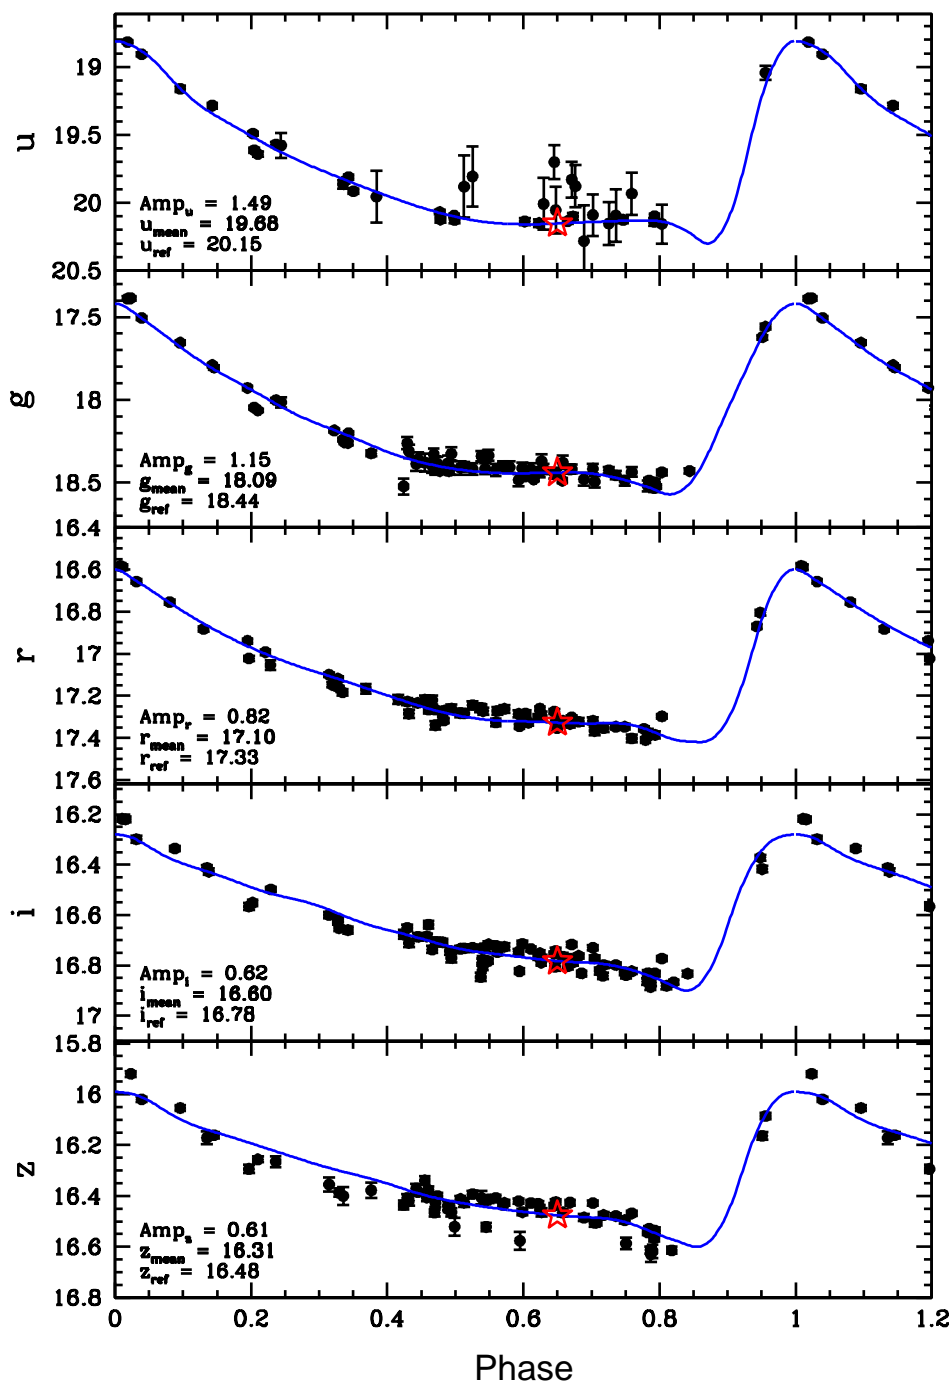 19
19.5
20
20.5
u
Amp_u = 1.49
u_mean = 19.68
u_ref = 20.15
17.5
18
18.5
g
Amp_g = 1.15
g_mean = 18.09
g_ref = 18.44
16.4
16.6
16.8
17
17.2
17.4
17.6
r
Amp_r = 0.82
r_mean = 17.10
r_ref = 17.33
16.2
16.4
16.6
16.8
17
i
Amp_i = 0.62
i_mean = 16.60
i_ref = 16.78
15.8
16
16.2
16.4
16.6
16.8
z
Amp_z = 0.61
z_mean = 16.31
z_ref = 16.48
0 0.2 0.4 0.6 0.8 1 1.2
Phase